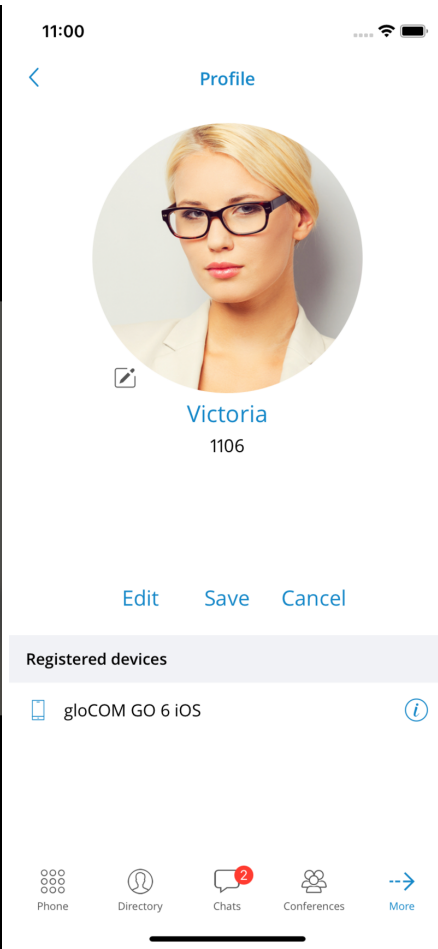 11:00
Profile
Victoria
1106
Edit Save Cancel
Registered devices
gloCOM GO 6 iOS
i
2
Phone Directory Chats Conferences More